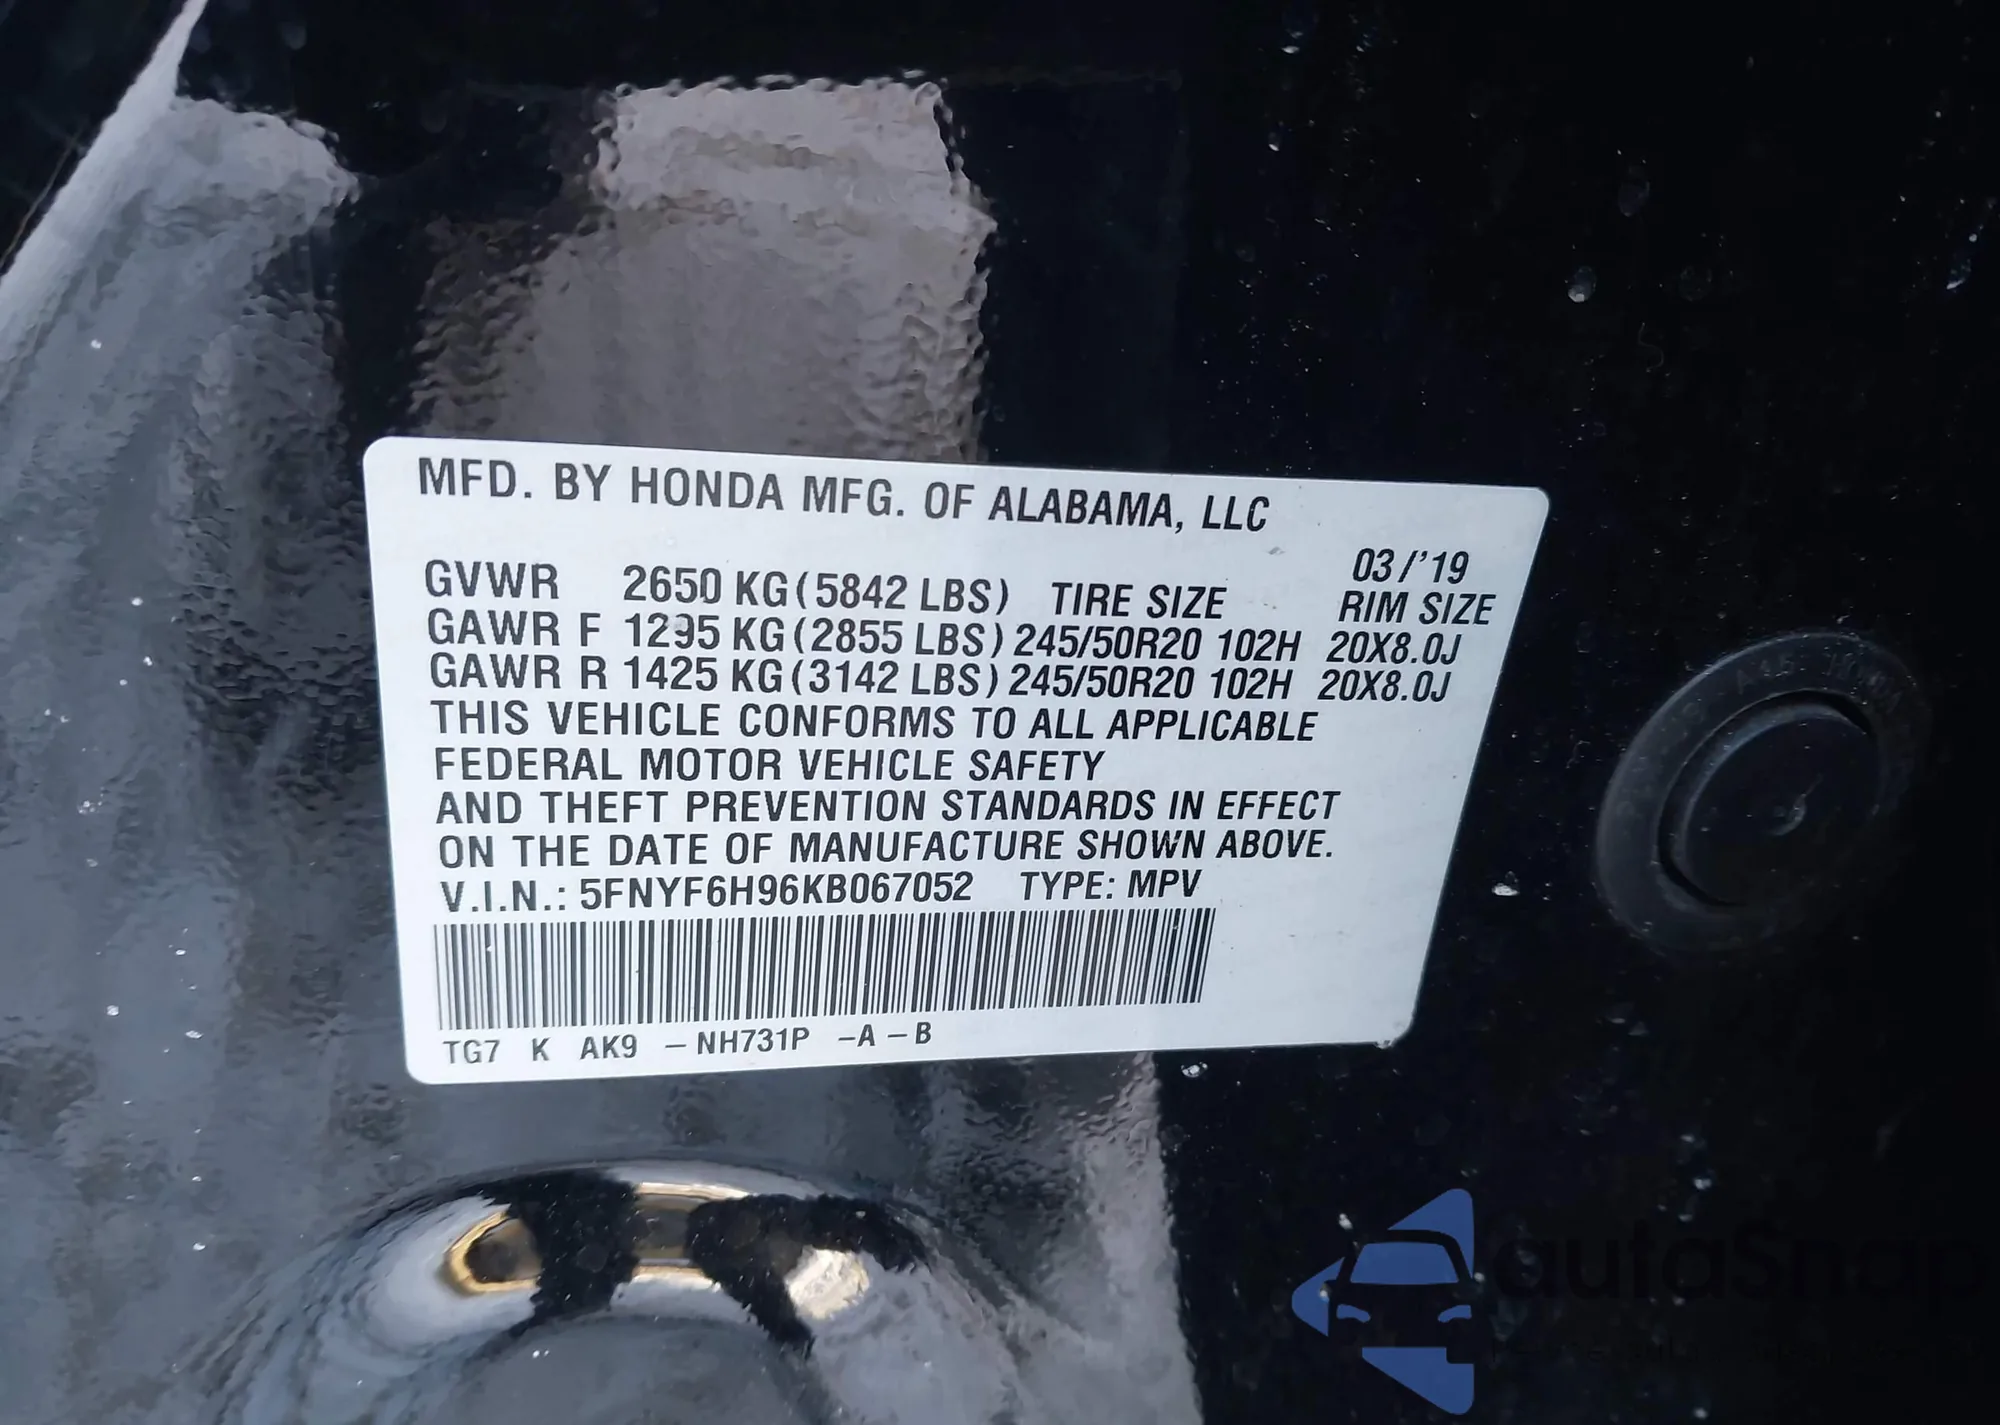 MFD. BY HONDA MFG. OF ALABAMA, LLC
03/'19
GVWR 2650 KG (5842 LBS) TIRE SIZE RIM SIZE
GAWR F 1295 KG (2855 LBS) 245/50R20 102H 20X8.0J
GAWR R 1425 KG (3142 LBS) 245/50R20 102H 20X8.0J
THIS VEHICLE CONFORMS TO ALL APPLICABLE
FEDERAL MOTOR VEHICLE SAFETY
AND THEFT PREVENTION STANDARDS IN EFFECT
ON THE DATE OF MANUFACTURE SHOWN ABOVE.
V.I.N.: 5FNYF6H96KB067052 TYPE: MPV
TG7 K AK9 -NH731P -A -B
HONDA
autasnap